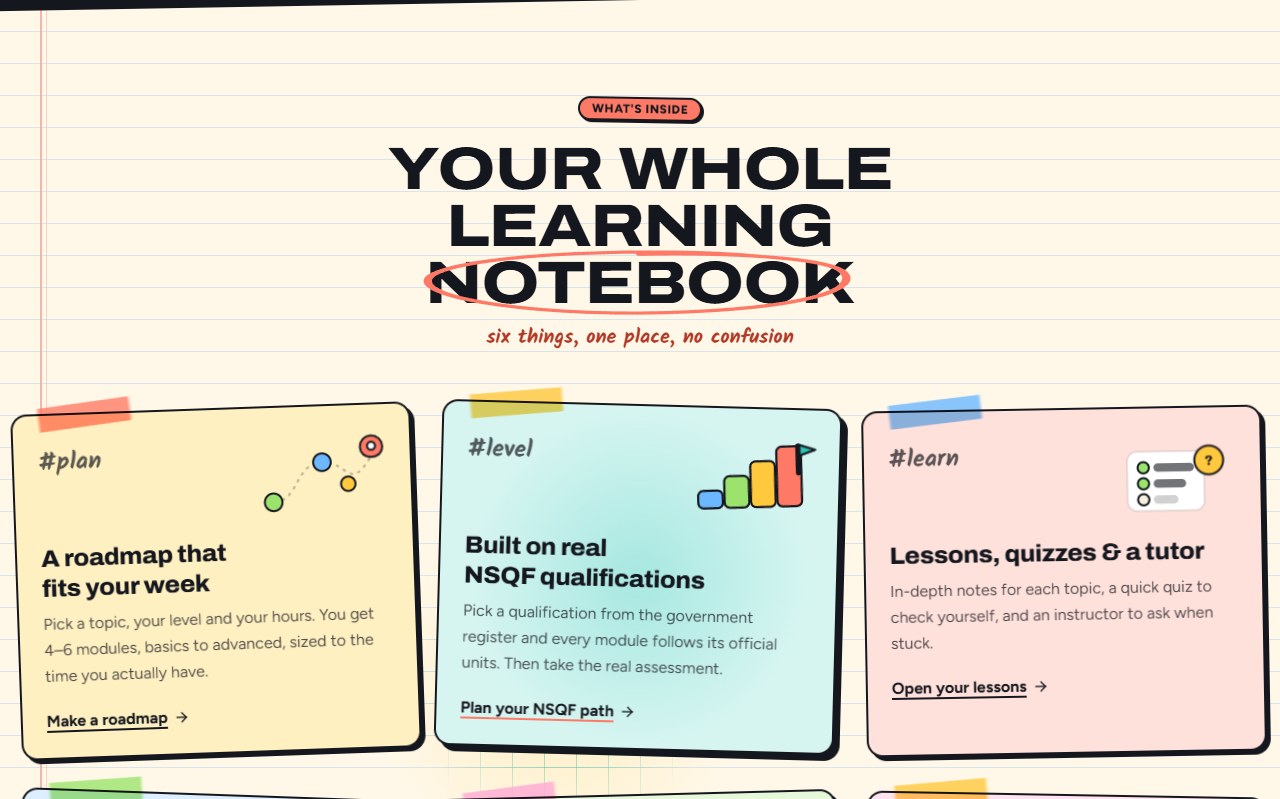 WHAT'S INSIDE
YOUR WHOLE
LEARNING
NOTEBOOK
six things, one place, no confusion
#plan
A roadmap that
fits your week
Pick a topic, your level and your hours. You get
4–6 modules, basics to advanced, sized to the
time you actually have.
Make a roadmap →
#level
Built on real
NSQF qualifications
Pick a qualification from the government
register and every module follows its official
units. Then take the real assessment.
Plan your NSQF path →
#learn
?
Lessons, quizzes & a tutor
In-depth notes for each topic, a quick quiz to
check yourself, and an instructor to ask when
stuck.
Open your lessons →